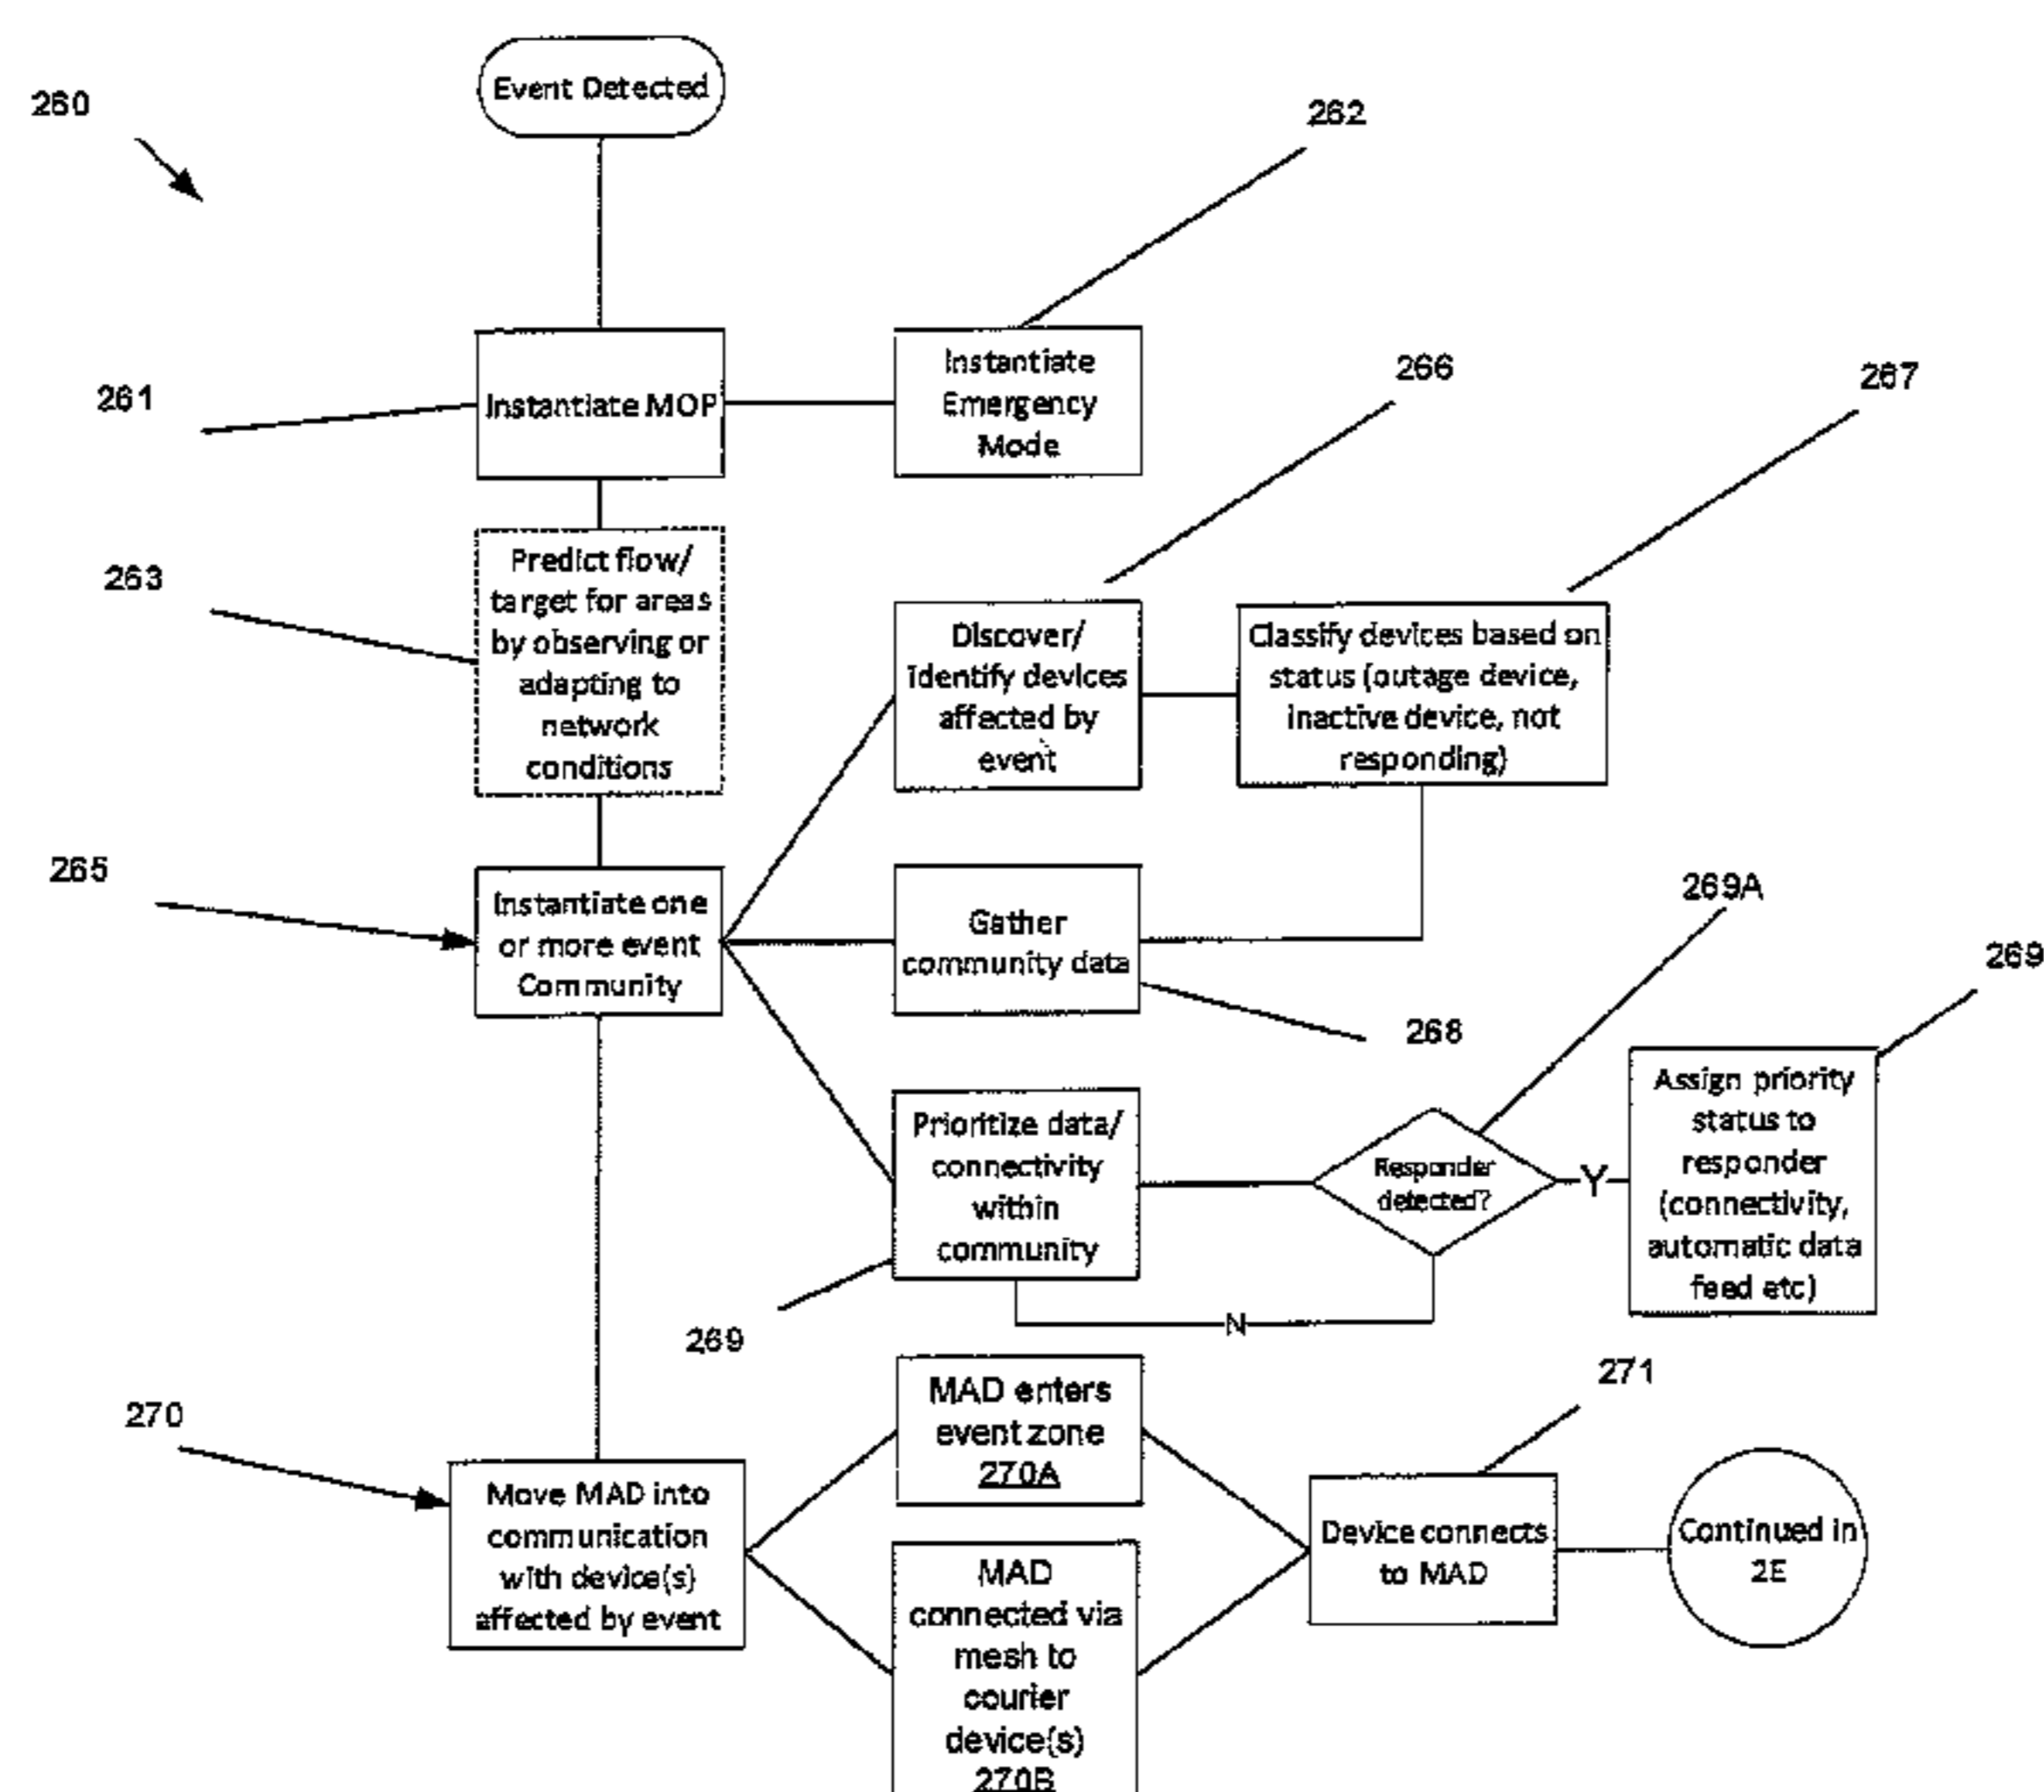 Event Detected
260
262
Instantiate MOP
Instantiate
Emergency
Mode
261
266
267
Predict flow/
target for areas
by observing or
adapting to
network
conditions
263
Discover/
identify devices
affected by
event
Classify devices based on
status (outage device,
inactive device, not
responding)
265
Instantiate one
or more event
Community
Gather
community data
268
269A
269
Prioritize data/
connectivity
within
community
Responder
detected?
Y
Assign priority
status to
responder
(connectivity,
automatic data
feed etc)
N
269
270
Move MAD into
communication
with device(s)
affected by event
MAD enters
event zone
270A
MAD
connected via
mesh to
courier
device(s)
270B
271
Device connects
to MAD
Continued in
2E